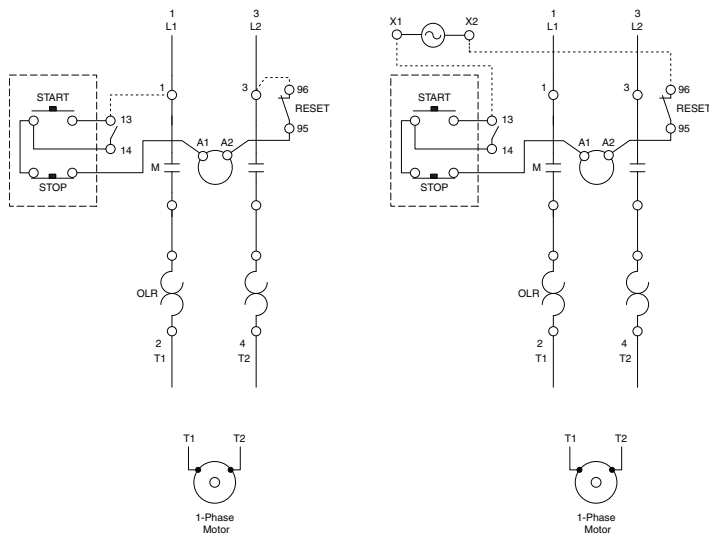 1
L1
3
L2
1
3
96
RESET
95
START
13
14
A1
A2
M
STOP
OLR
2
T1
4
T2
T1
T2
1-Phase
Motor
X1
X2
1
L1
3
L2
1
3
96
RESET
95
START
13
14
A1
A2
M
STOP
OLR
2
T1
4
T2
T1
T2
1-Phase
Motor